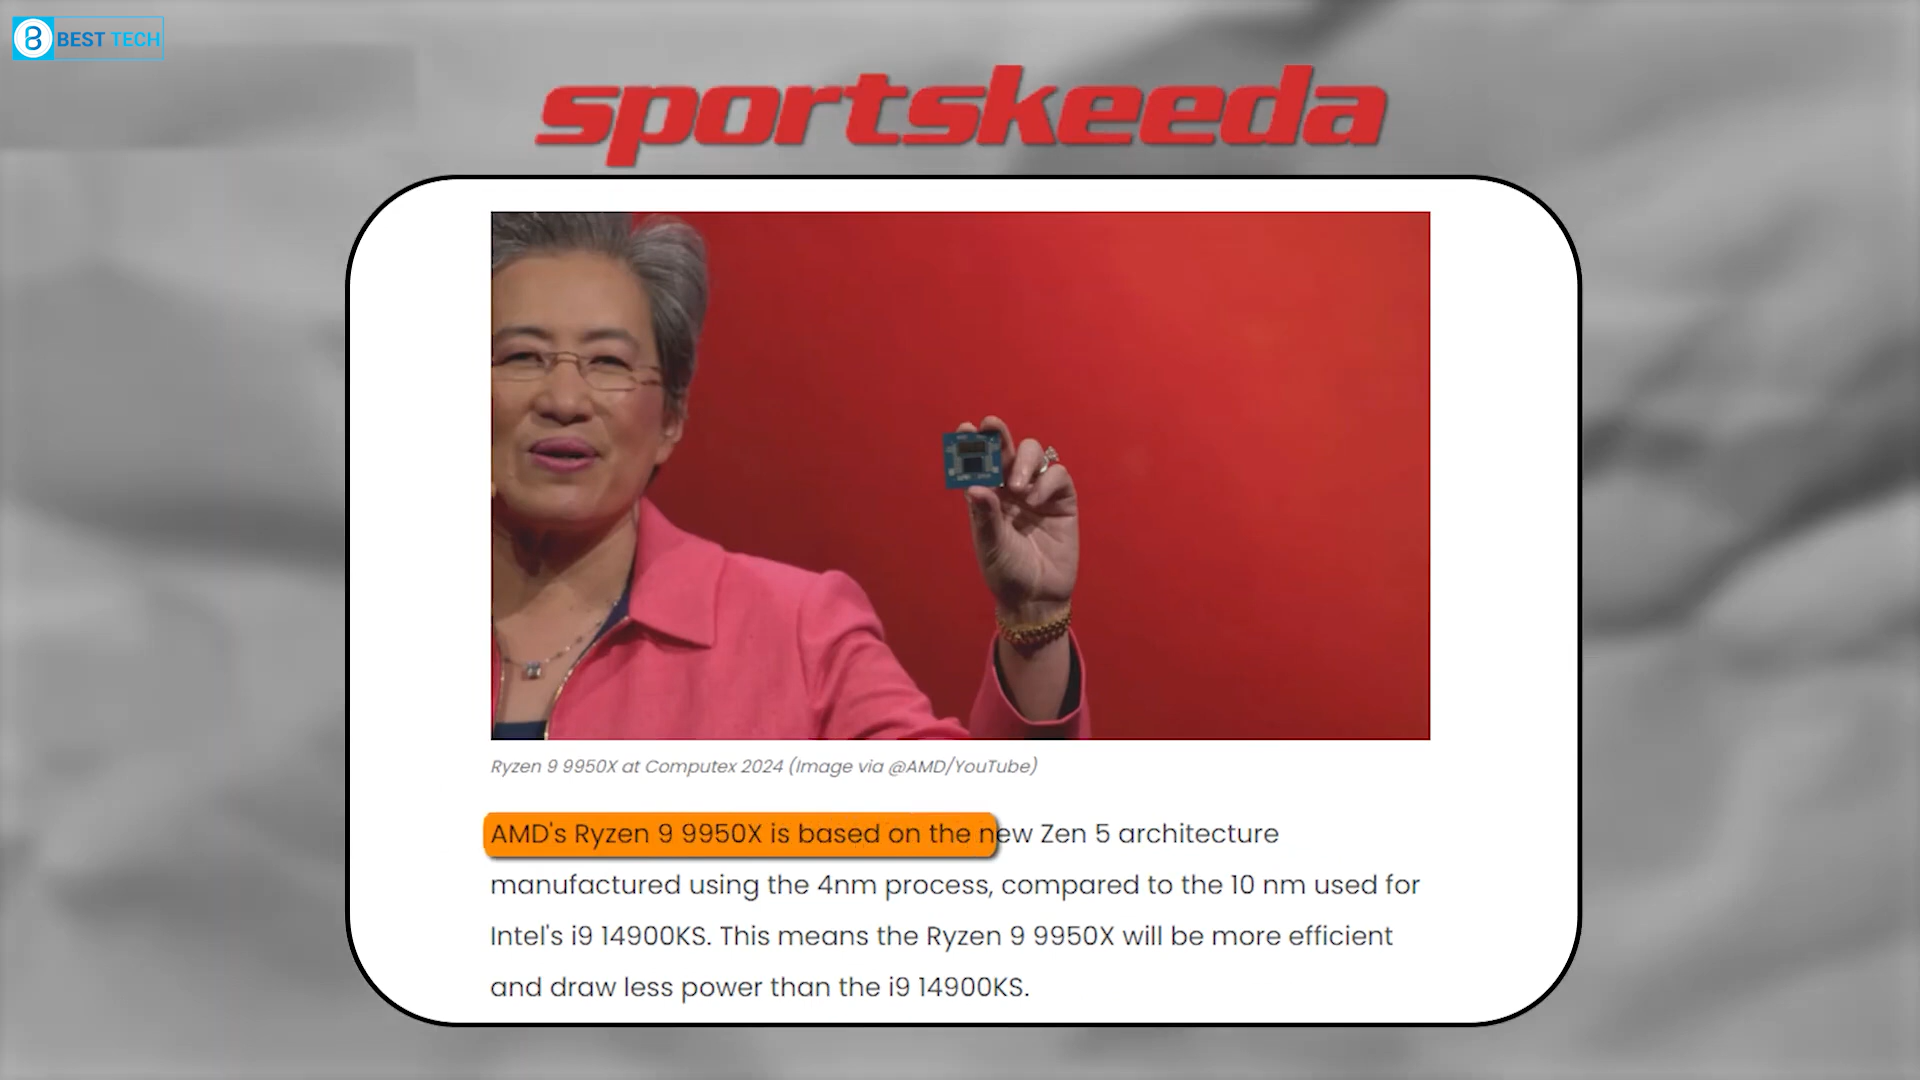 BEST TECH
sportskeeda
Ryzen 9 9950X at Computex 2024 (Image via @AMD/YouTube)
AMD's Ryzen 9 9950X is based on the new Zen 5 architecture
manufactured using the 4nm process, compared to the 10 nm used for
Intel's i9 14900KS. This means the Ryzen 9 9950X will be more efficient
and draw less power than the i9 14900KS.